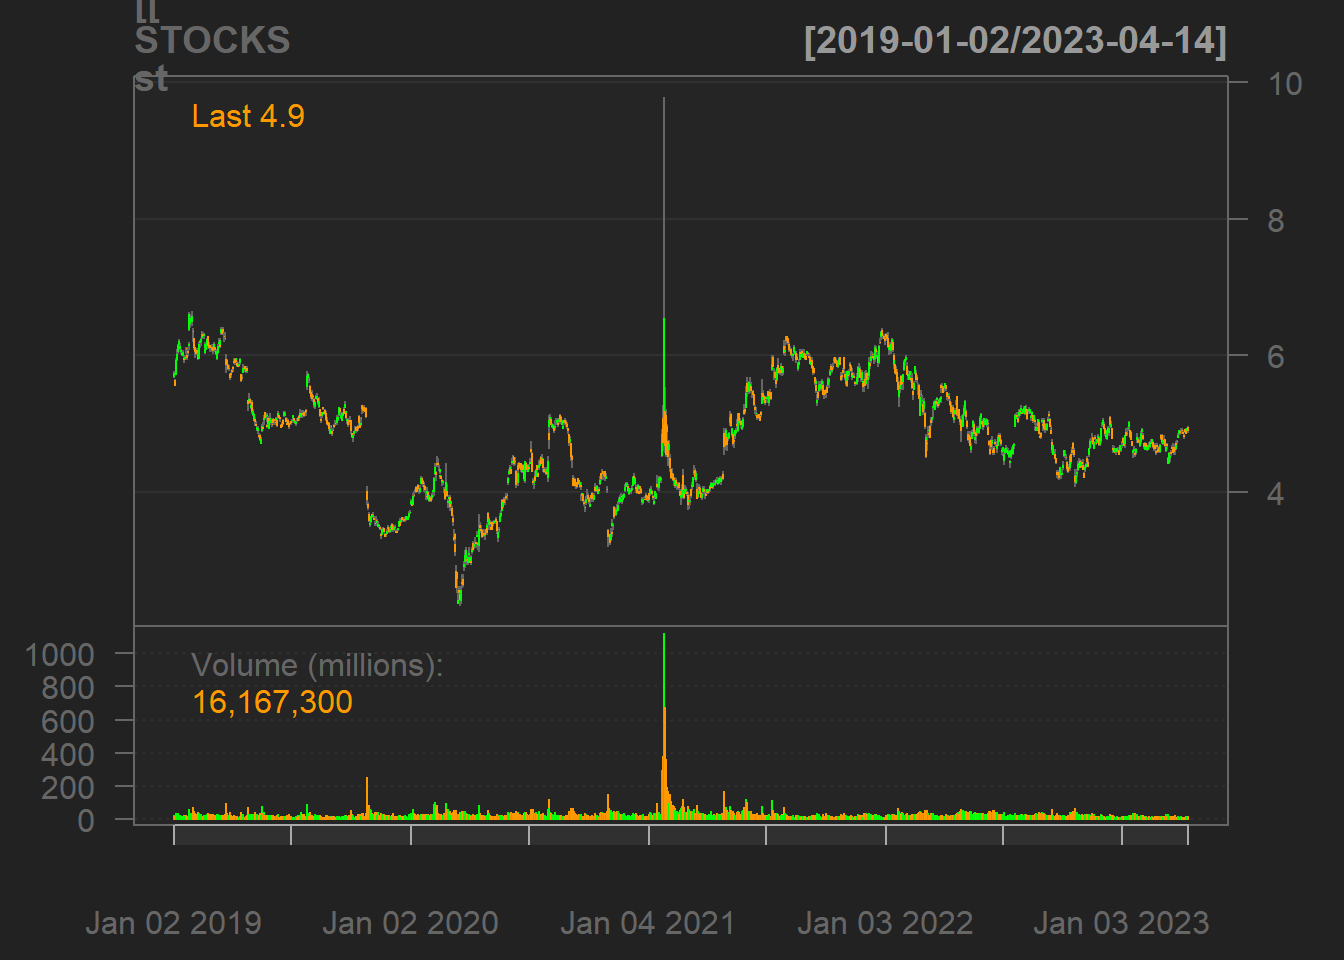 [[
STOCKS
st
[2019-01-02/2023-04-14]
Last 4.9
10
8
6
4
Volume (millions):
16,167,300
1000
800
600
400
200
0
Jan 02 2019
Jan 02 2020
Jan 04 2021
Jan 03 2022
Jan 03 2023